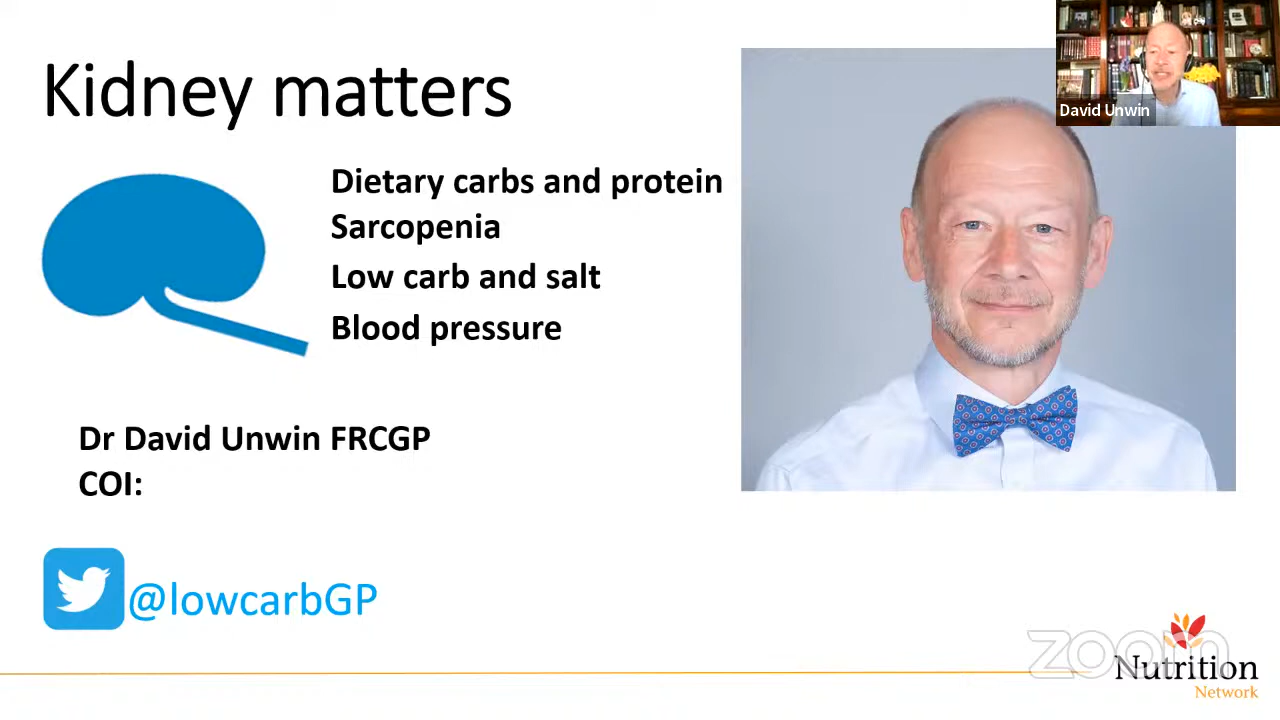 Kidney matters
David Unwin
Dietary carbs and protein
Sarcopenia
Low carb and salt
Blood pressure
Dr David Unwin FRCGP
COI:
@lowcarbGP
zoom
Nutrition
Network